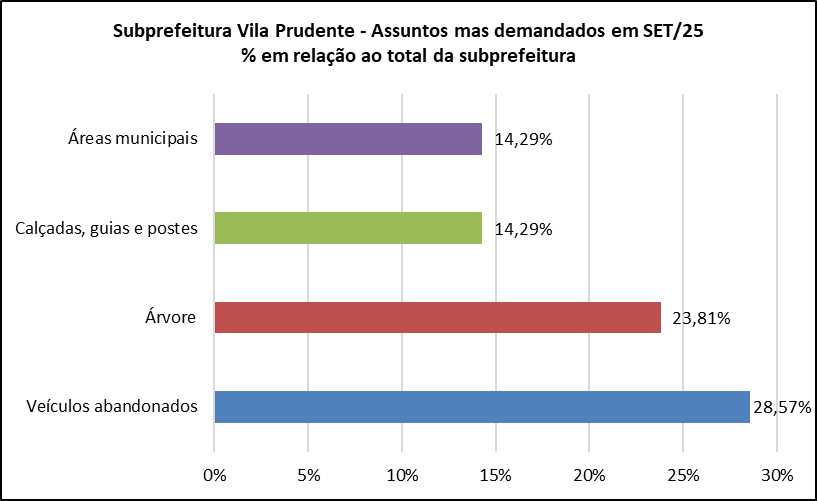 Subprefeitura Vila Prudente - Assuntos mas demandados em SET/25
% em relação ao total da subprefeitura
Áreas municipais
14,29%
Calçadas, guias e postes
14,29%
Árvore
23,81%
Veículos abandonados
28,57%
0%
5%
10%
15%
20%
25%
30%